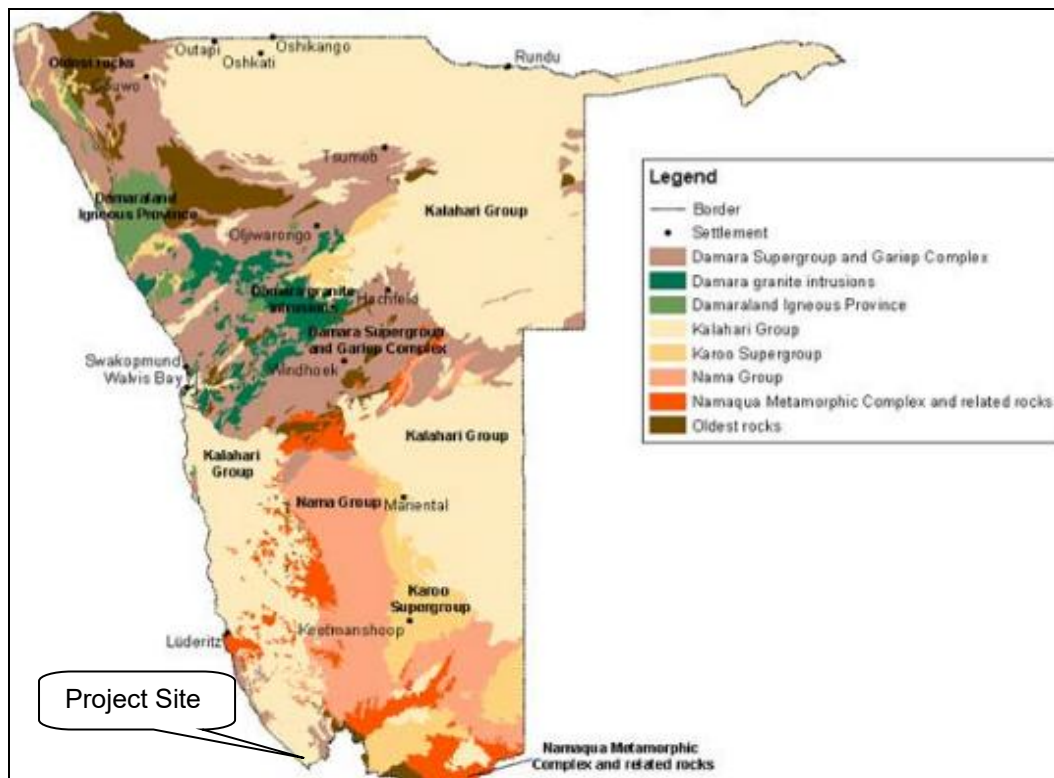 Outapi
Oshikango
Oshkati
Rundu
Oldest rocks
Tsumeb
Damaraland
Igneous Province
Kalahari Group
Otjiwarongo
Damara granite
intrusions
Hochfeld
Damara Supergroup
and Gariep Complex
Windhoek
Swakopmund
Walvis Bay
Kalahari
Group
Kalahari Group
Nama Group
Mariental
Karoo
Supergroup
Keetmanshoop
Lüderitz
Project Site
Namaqua Metamorphic
Complex and related rocks
Legend
Border
Settlement
Damara Supergroup and Gariep Complex
Damara granite intrusions
Damaraland Igneous Province
Kalahari Group
Karoo Supergroup
Nama Group
Namaqua Metamorphic Complex and related rocks
Oldest rocks